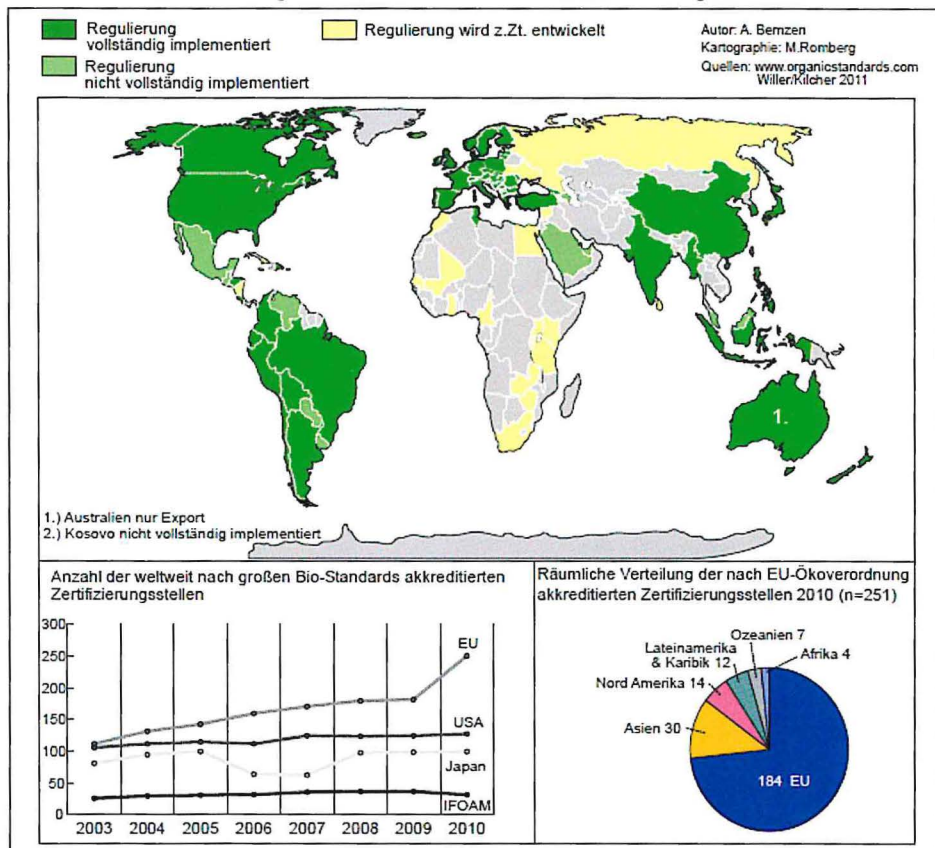 Regulierung
vollständig implementiert
Regulierung
nicht vollständig implementiert
Regulierung wird z.Zt. entwickelt
Autor: A. Bernzen
Kartographie: M.Romberg
Quellen: www.organicstandards.com
Willer/Kilcher 2011
1.
1.) Australien nur Export
2.) Kosovo nicht vollständig implementiert
Anzahl der weltweit nach großen Bio-Standards akkreditierten
Zertifizierungsstellen
300
250
200
150
100
50
0
EU
USA
Japan
IFOAM
2003 2004 2005 2006 2007 2008 2009 2010
Räumliche Verteilung der nach EU-Ökoverordnung
akkreditierten Zertifizierungsstellen 2010 (n=251)
Ozeanien 7
Afrika 4
Lateinamerika
& Karibik 12
Nord Amerika 14
Asien 30
184 EU